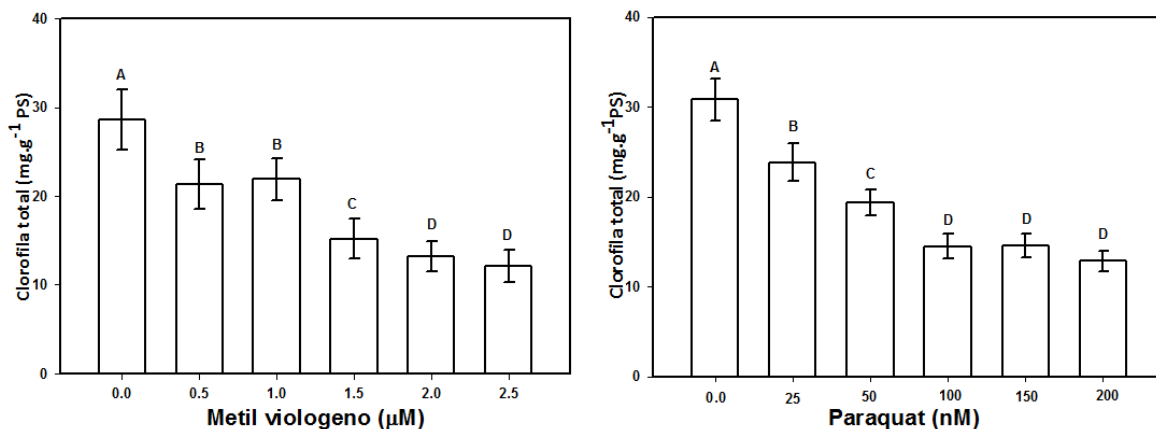 Clorofila total (mg.g⁻¹ PS)
40
30
20
10
0
A
B
B
C
D
D
0.0 0.5 1.0 1.5 2.0 2.5
Metil viologeno (µM)
Clorofila total (mg.g⁻¹PS)
40
30
20
10
0
A
B
C
D
D
D
0.0 25 50 100 150 200
Paraquat (nM)